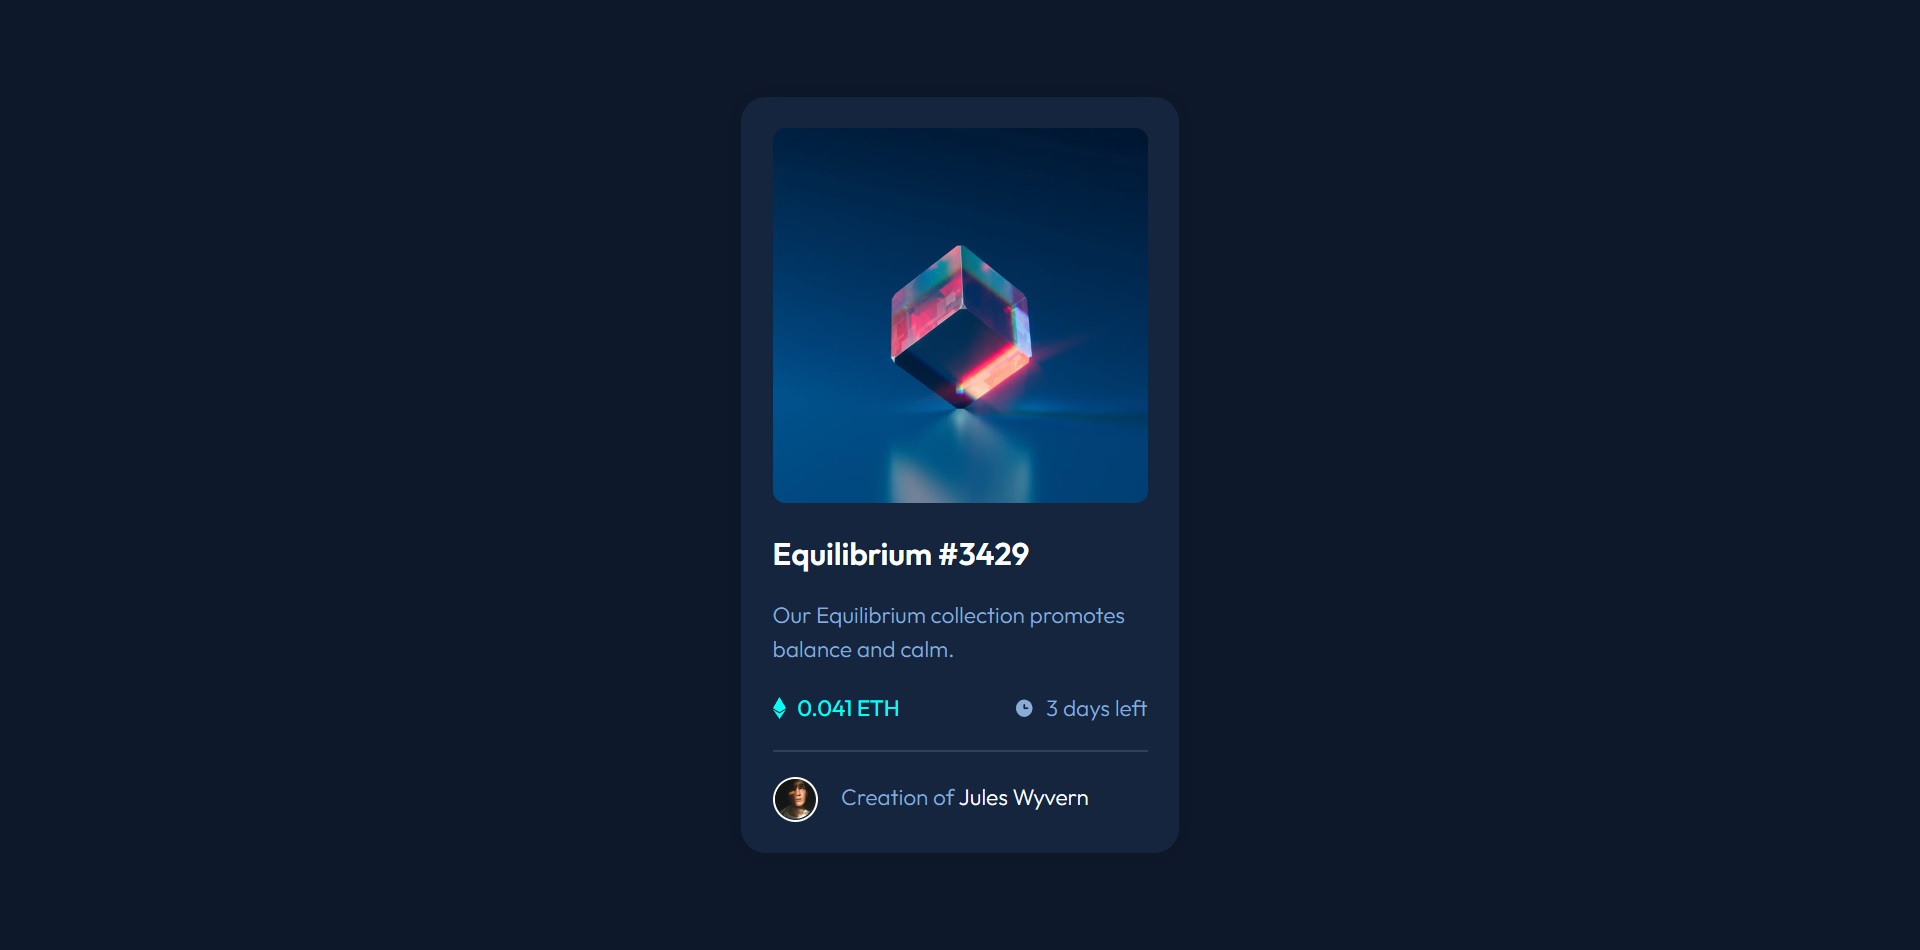 Equilibrium #3429
Our Equilibrium collection promotes
balance and calm.
0.041 ETH
3 days left
Creation of Jules Wyvern